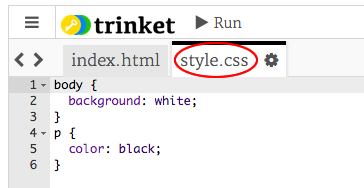 trinket Run
index.html style.css
1 body {
2 background: white;
3 }
4 p {
5 color: black;
6 }